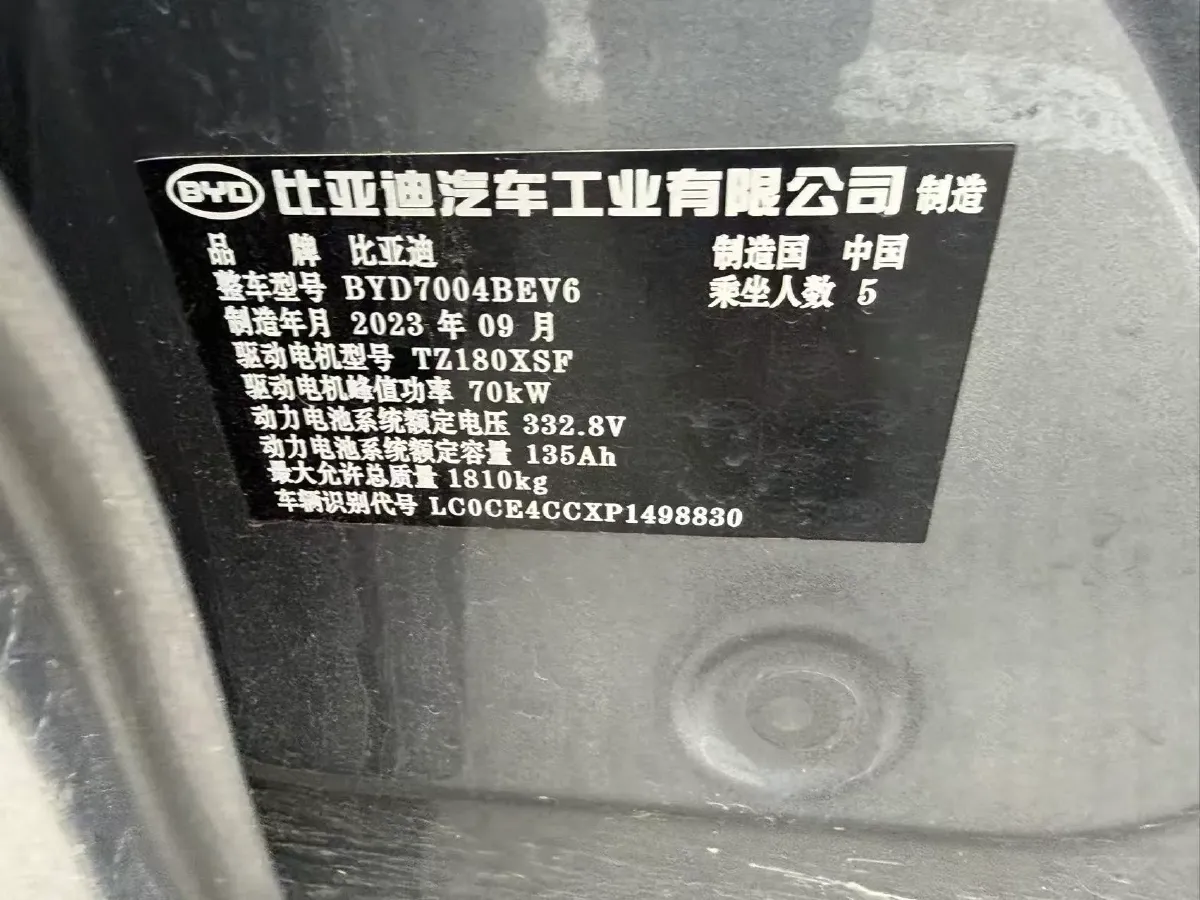 BYD 比亚迪汽车工业有限公司 制造
品 牌 比亚迪 制造国 中国
整车型号 BYD7004BEV6 乘坐人数 5
制造年月 2023 年 09 月
驱动电机型号 TZ180XSF
驱动电机峰值功率 70kW
动力电池系统额定电压 332.8V
动力电池系统额定容量 135Ah
最大允许总质量 1810kg
车辆识别代号 LC0CE4CCXP1498830